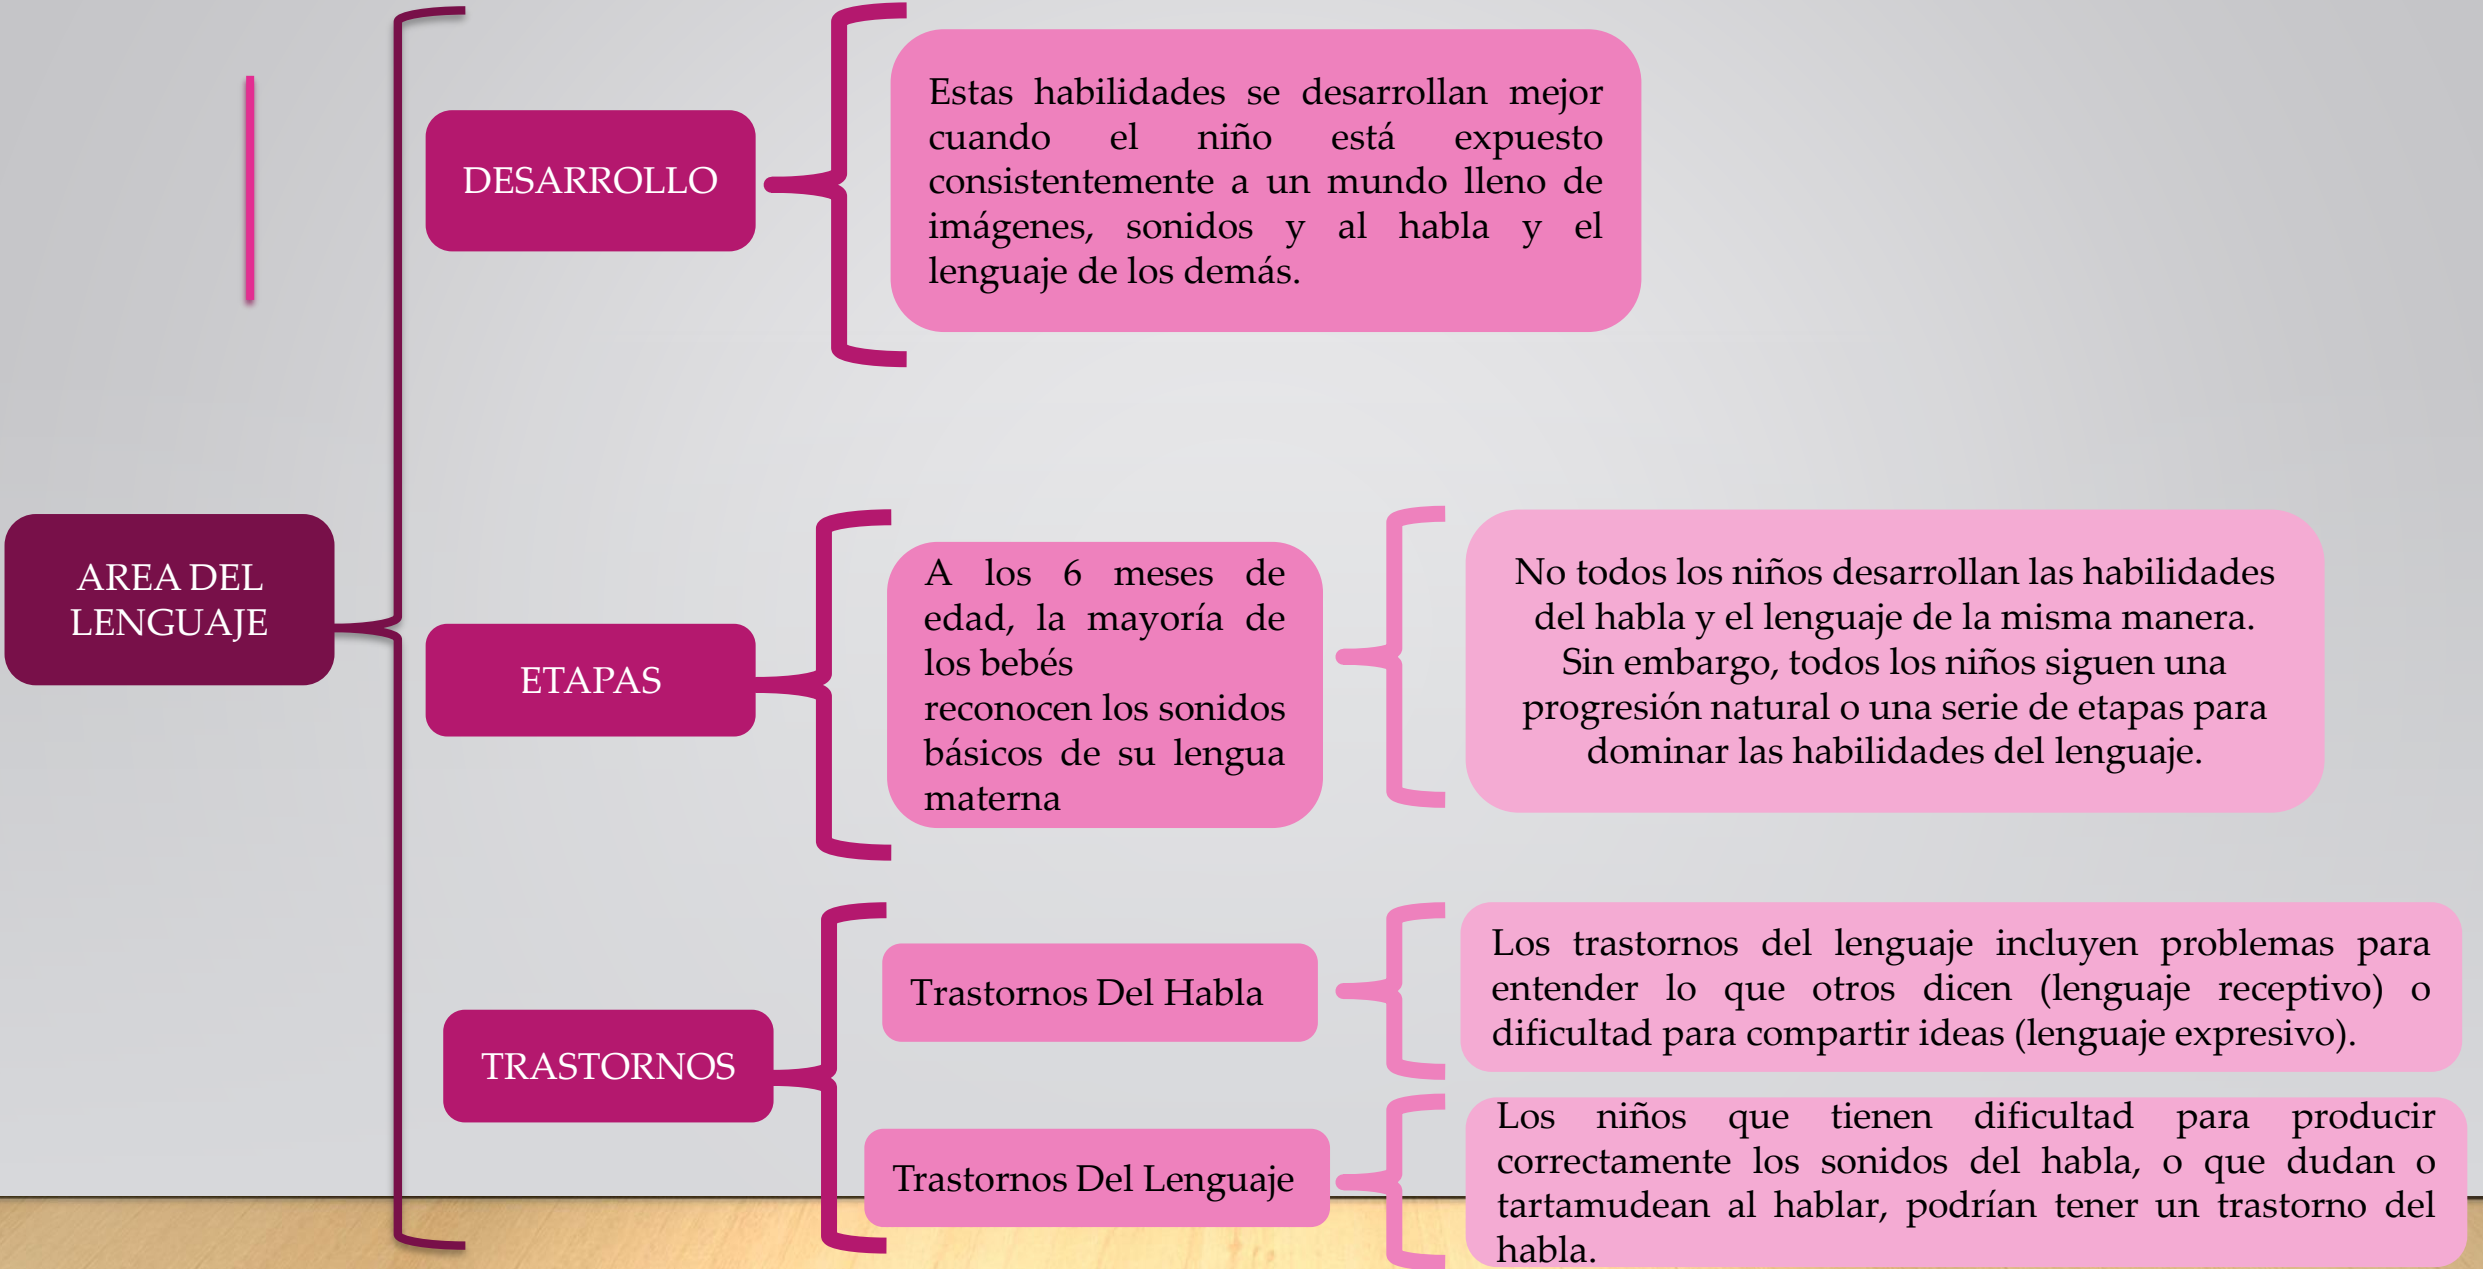 AREA DEL
LENGUAJE
DESARROLLO
Estas habilidades se desarrollan mejor
cuando el niño está expuesto
consistentemente a un mundo lleno de
imágenes, sonidos y al habla y el
lenguaje de los demás.
ETAPAS
A los 6 meses de
edad, la mayoría de
los bebés
reconocen los sonidos
básicos de su lengua
materna
No todos los niños desarrollan las habilidades
del habla y el lenguaje de la misma manera.
Sin embargo, todos los niños siguen una
progresión natural o una serie de etapas para
dominar las habilidades del lenguaje.
TRASTORNOS
Trastornos Del Habla
Los trastornos del lenguaje incluyen problemas para
entender lo que otros dicen (lenguaje receptivo) o
dificultad para compartir ideas (lenguaje expresivo).
Trastornos Del Lenguaje
Los niños que tienen dificultad para producir
correctamente los sonidos del habla, o que dudan o
tartamudean al hablar, podrían tener un trastorno del
habla.